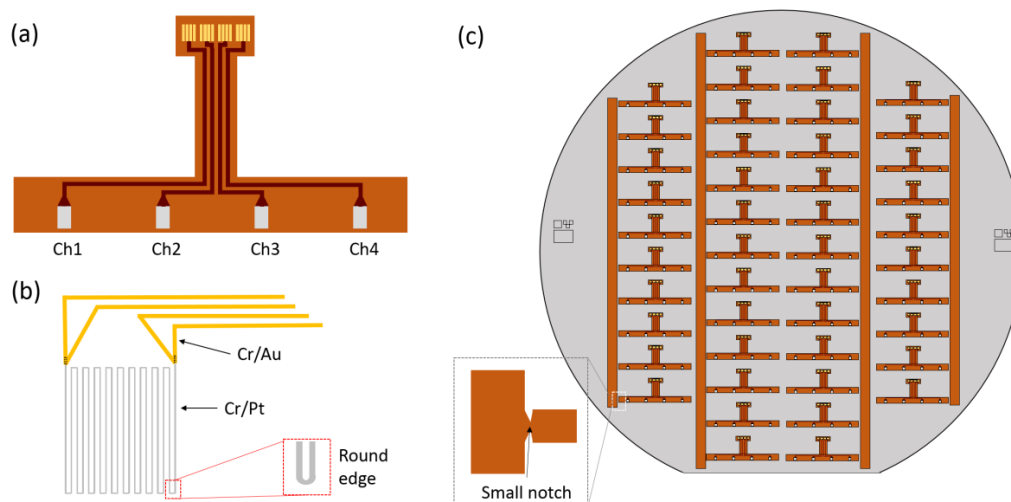 (a)
Ch1 Ch2 Ch3 Ch4
(b)
Cr/Au
Cr/Pt
Round
edge
(c)
Small notch